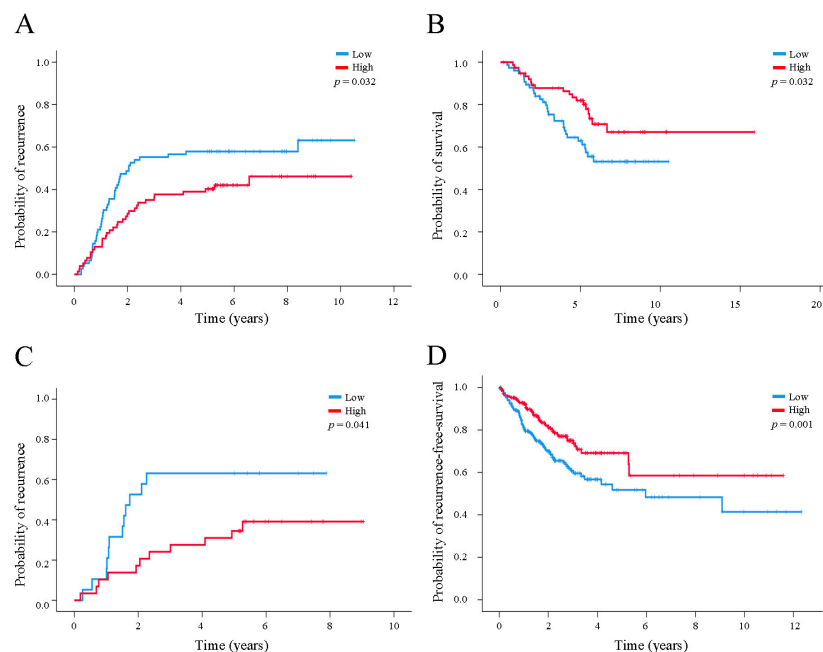 A
Low
High
p = 0.032
1.0
0.8
0.6
0.4
0.2
0.0
Probability of recurrence
0 2 4 6 8 10 12
Time (years)
B
Low
High
p = 0.032
1.0
0.8
0.6
0.4
0.2
0.0
Probability of survival
0 5 10 15 20
Time (years)
C
Low
High
p = 0.041
1.0
0.8
0.6
0.4
0.2
0.0
Probability of recurrence
0 2 4 6 8 10
Time (years)
D
Low
High
p = 0.001
1.0
0.8
0.6
0.4
0.2
0.0
Probability of recurrence-free-survival
0 2 4 6 8 10 12
Time (years)